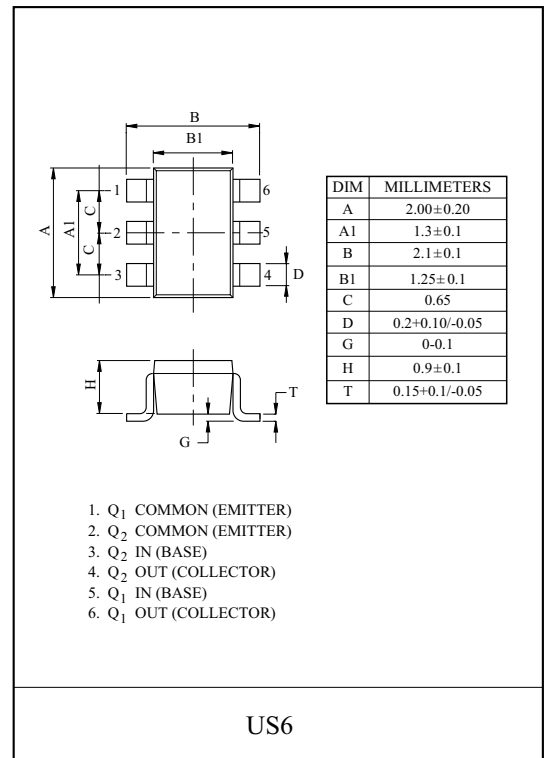 B
B1
A
A1
C
C
1
2
3
6
5
4
D
H
G
T
DIM MILLIMETERS
A 2.00±0.20
A1 1.3±0.1
B 2.1±0.1
B1 1.25±0.1
C 0.65
D 0.2+0.10/-0.05
G 0-0.1
H 0.9±0.1
T 0.15+0.1/-0.05
1. Q1 COMMON (EMITTER)
2. Q2 COMMON (EMITTER)
3. Q2 IN (BASE)
4. Q2 OUT (COLLECTOR)
5. Q1 IN (BASE)
6. Q1 OUT (COLLECTOR)
US6